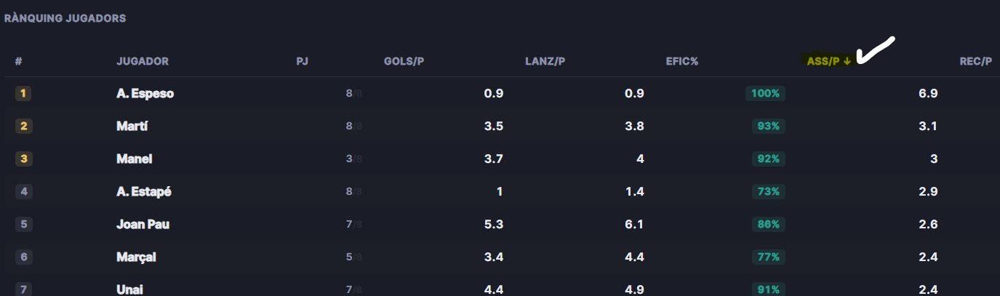 RÀNQUING JUGADORS
# JUGADOR PJ GOLS/P LANZ/P EFIC% ASS/P ↓ REC/P
1 A. Espeso 8/8 0.9 0.9 100% 6.9
2 Martí 8/8 3.5 3.8 93% 3.1
3 Manel 3/8 3.7 4 92% 3
4 A. Estapé 8/8 1 1.4 73% 2.9
5 Joan Pau 7/8 5.3 6.1 86% 2.6
6 Marçal 5/8 3.4 4.4 77% 2.4
7 Unai 7/8 4.4 4.9 91% 2.4